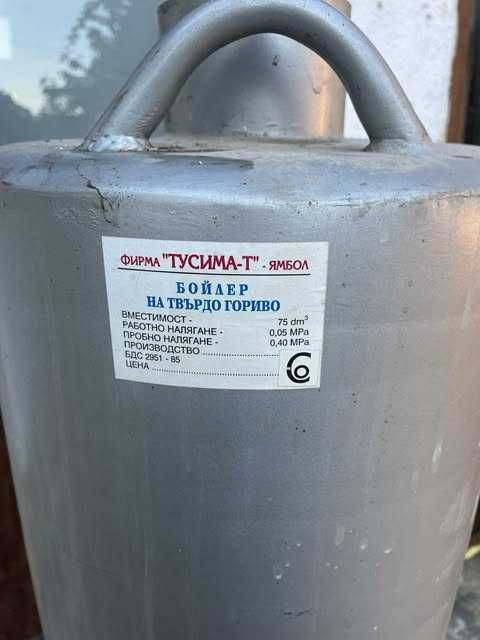 ФИРМА "ТУСИМА-Т" - ЯМБОЛ
БОЙЛЕР
НА ТВЪРДО ГОРИВО
ВМЕСТИМОСТ - 75 dm³
РАБОТНО НАЛЯГАНЕ - 0,05 MPa
ПРОБНО НАЛЯГАНЕ - 0,40 MPa
ПРОИЗВОДСТВО
БДС 2951 - 85
ЦЕНА